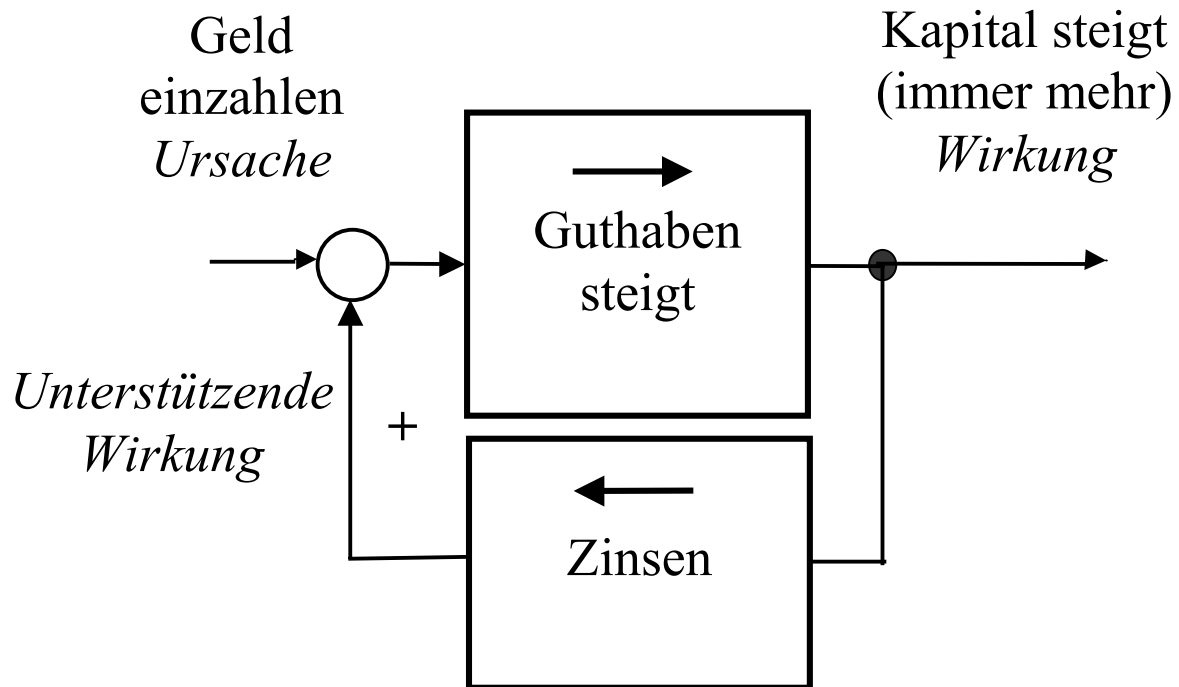 Geld
einzahlen
Ursache
Kapital steigt
(immer mehr)
Wirkung
Guthaben
steigt
Unterstützende
Wirkung
+
Zinsen